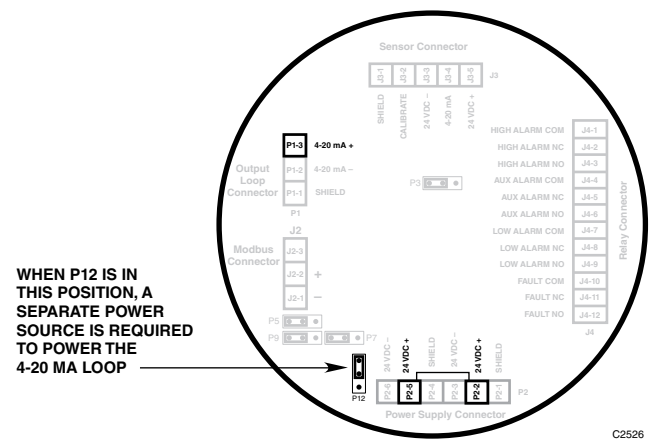 Sensor Connector
J3-1
J3-2
J3-3
J3-4
J3-5
J3
SHIELD
CALIBRATE
24 VDC –
4-20 mA
24 VDC +
P1-3
4-20 mA +
P1-2
4-20 mA –
P1-1
SHIELD
Output
Loop
Connector
P1
P3
HIGH ALARM COM
J4-1
HIGH ALARM NC
J4-2
HIGH ALARM NO
J4-3
AUX ALARM COM
J4-4
AUX ALARM NC
J4-5
AUX ALARM NO
J4-6
LOW ALARM COM
J4-7
LOW ALARM NC
J4-8
LOW ALARM NO
J4-9
FAULT COM
J4-10
FAULT NC
J4-11
FAULT NO
J4-12
J4
Relay Connector
J2
Modbus
Connector
J2-3
J2-2
+
J2-1
–
P5
P9
P7
WHEN P12 IS IN
THIS POSITION, A
SEPARATE POWER
SOURCE IS REQUIRED
TO POWER THE
4-20 MA LOOP
P12
24 VDC –
24 VDC +
SHIELD
24 VDC –
24 VDC +
SHIELD
P2-6
P2-5
P2-4
P2-3
P2-2
P2-1
P2
Power Supply Connector
C2526